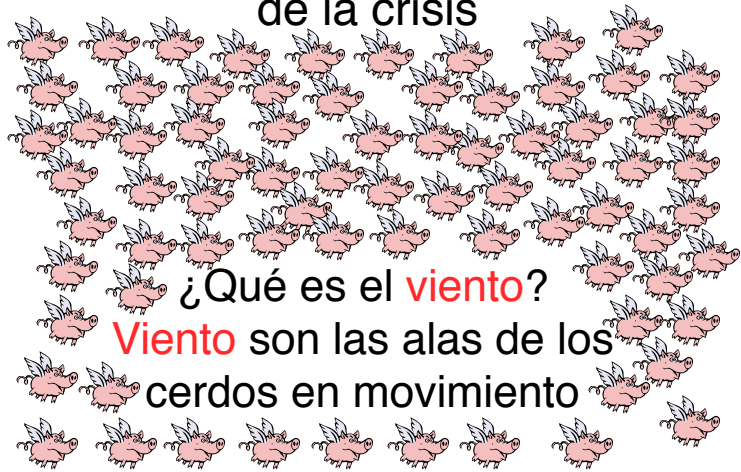 de la crisis
¿Qué es el viento?
Viento son las alas de los
cerdos en movimiento